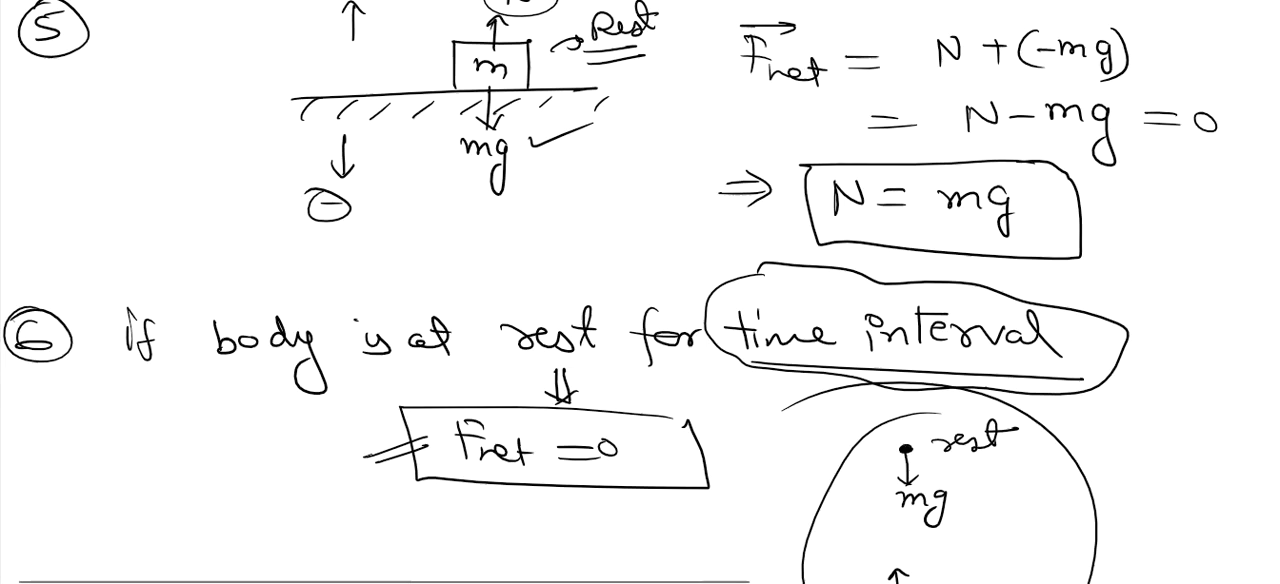 5
m
Rest
mg
F net = N + (-mg)
= N - mg = 0
⇒ N = mg
6 if body is at rest for time interval
⇓
Fnet = 0
rest
mg